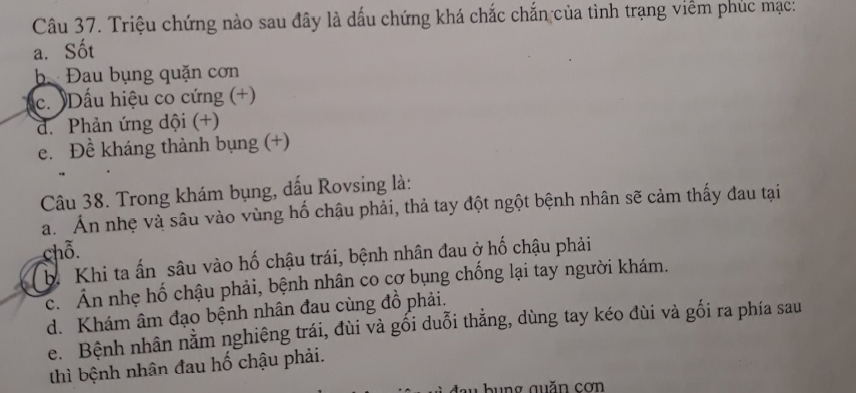 Câu 37. Triệu chứng nào sau đây là dấu chứng khá chắc chắn của tình trạng viêm phúc mạc:
a. Sốt
b. Đau bụng quặn cơn
c. Dấu hiệu co cứng (+)
d. Phản ứng dội (+)
e. Đề kháng thành bụng (+)
Câu 38. Trong khám bụng, dấu Rovsing là:
a. Ấn nhẹ và sâu vào vùng hố chậu phải, thả tay đột ngột bệnh nhân sẽ cảm thấy đau tại
chỗ.
b. Khi ta ấn sâu vào hố chậu trái, bệnh nhân đau ở hố chậu phải
c. Ấn nhẹ hố chậu phải, bệnh nhân co cơ bụng chống lại tay người khám.
d. Khám âm đạo bệnh nhân đau cùng đồ phải.
e. Bệnh nhân nằm nghiêng trái, đùi và gối duỗi thẳng, dùng tay kéo đùi và gối ra phía sau
thì bệnh nhân đau hố chậu phải.
đau bụng quặn cơn